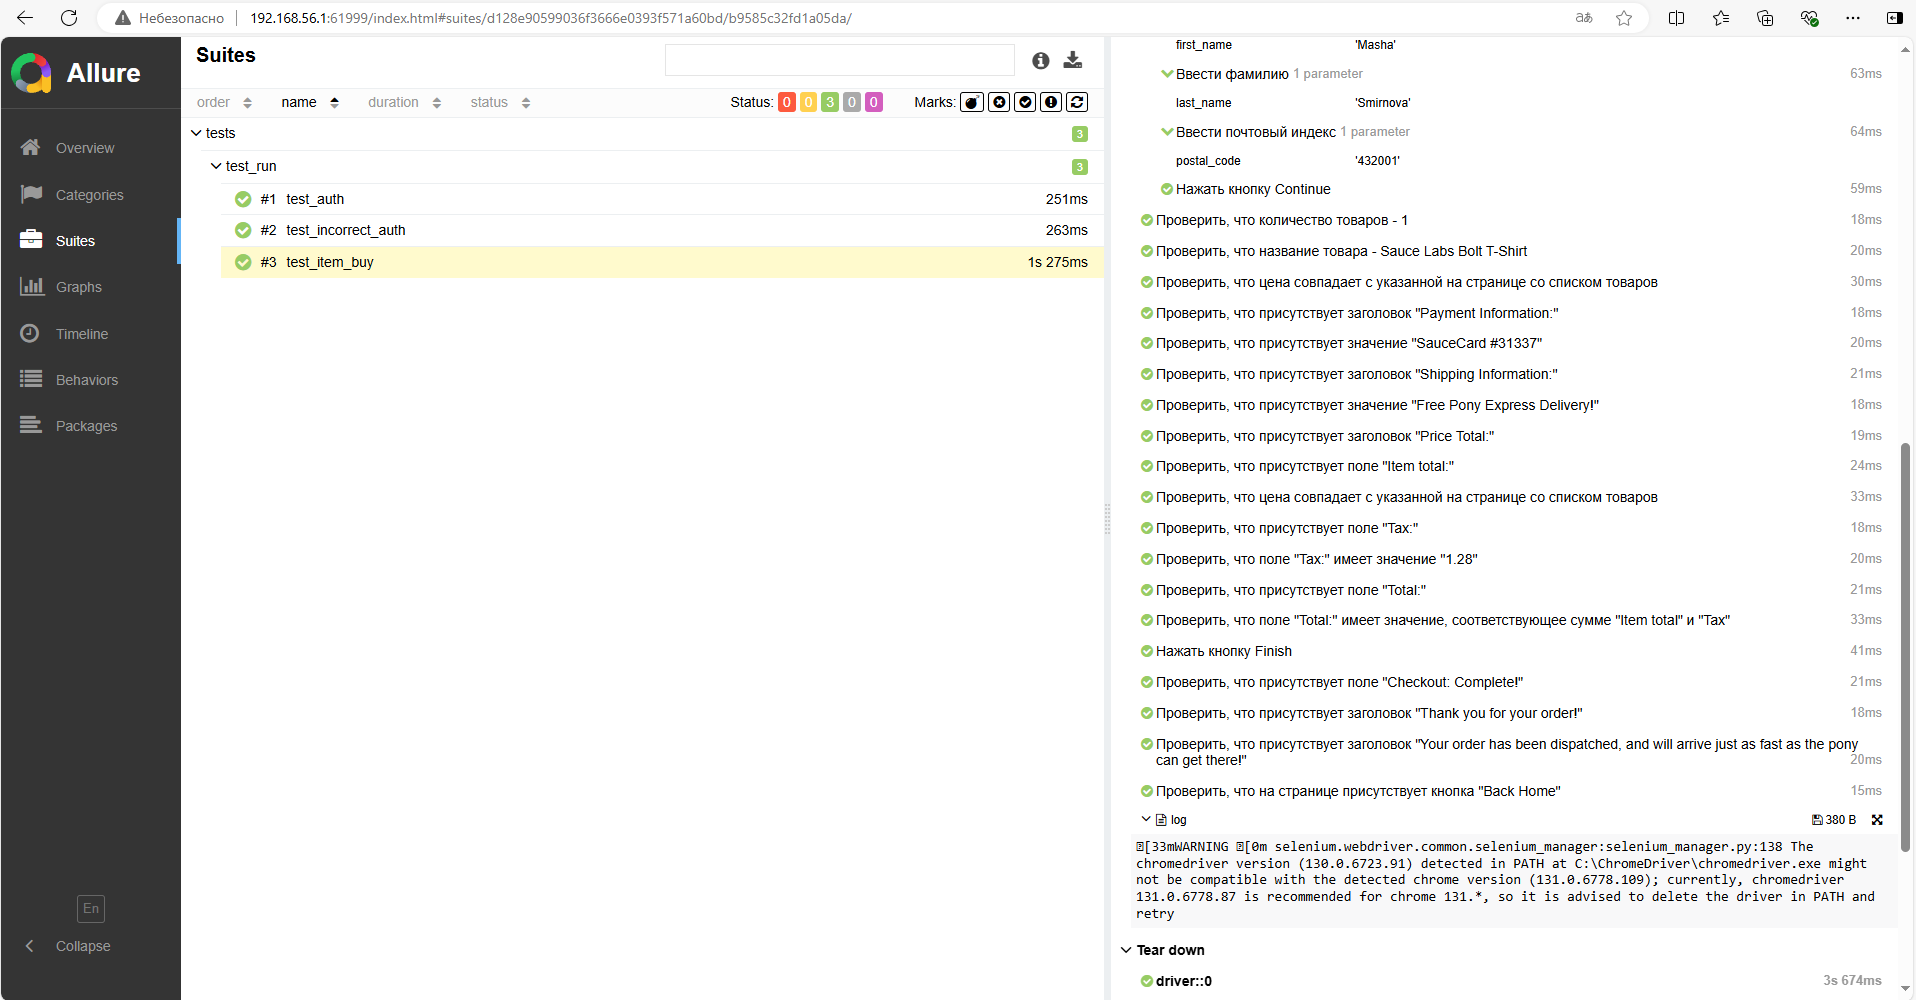 Небезопасно
192.168.56.1:61999/index.html#suites/d128e90599036f3666e0393f571a60bd/b9585c32fd1a05da/
Allure
Overview
Categories
Suites
Graphs
Timeline
Behaviors
Packages
En
Collapse
Suites
order name duration status Status: 0 0 3 0 0 Marks:
tests 3
test_run 3
#1 test_auth 251ms
#2 test_incorrect_auth 263ms
#3 test_item_buy 1s 275ms
first_name 'Masha'
Ввести фамилию 1 parameter 63ms
last_name 'Smirnova'
Ввести почтовый индекс 1 parameter 64ms
postal_code '432001'
Нажать кнопку Continue 59ms
Проверить, что количество товаров - 1 18ms
Проверить, что название товара - Sauce Labs Bolt T-Shirt 20ms
Проверить, что цена совпадает с указанной на странице со списком товаров 30ms
Проверить, что присутствует заголовок "Payment Information:" 18ms
Проверить, что присутствует значение "SauceCard #31337" 20ms
Проверить, что присутствует заголовок "Shipping Information:" 21ms
Проверить, что присутствует значение "Free Pony Express Delivery!" 18ms
Проверить, что присутствует заголовок "Price Total:" 19ms
Проверить, что присутствует поле "Item total:" 24ms
Проверить, что цена совпадает с указанной на странице со списком товаров 33ms
Проверить, что присутствует поле "Tax:" 18ms
Проверить, что поле "Tax:" имеет значение "1.28" 20ms
Проверить, что присутствует поле "Total:" 21ms
Проверить, что поле "Total:" имеет значение, соответствующее сумме "Item total" и "Tax" 33ms
Нажать кнопку Finish 41ms
Проверить, что присутствует поле "Checkout: Complete!" 21ms
Проверить, что присутствует заголовок "Thank you for your order!" 18ms
Проверить, что присутствует заголовок "Your order has been dispatched, and will arrive just as fast as the pony
can get there!" 20ms
Проверить, что на странице присутствует кнопка "Back Home" 15ms
log 380 B
[33mWARNING [0m selenium.webdriver.common.selenium_manager:selenium_manager.py:138 The
chromedriver version (130.0.6723.91) detected in PATH at C:\ChromeDriver\chromedriver.exe might
not be compatible with the detected chrome version (131.0.6778.109); currently, chromedriver
131.0.6778.87 is recommended for chrome 131.*, so it is advised to delete the driver in PATH and
retry
Tear down
driver::0 3s 674ms